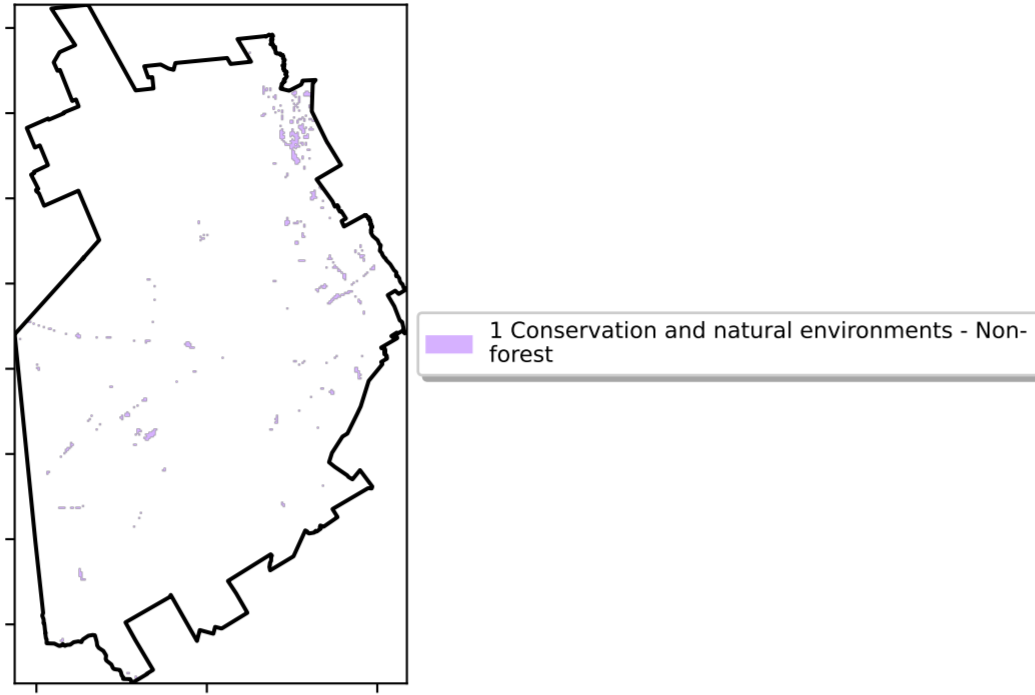 1 Conservation and natural environments - Non-
forest